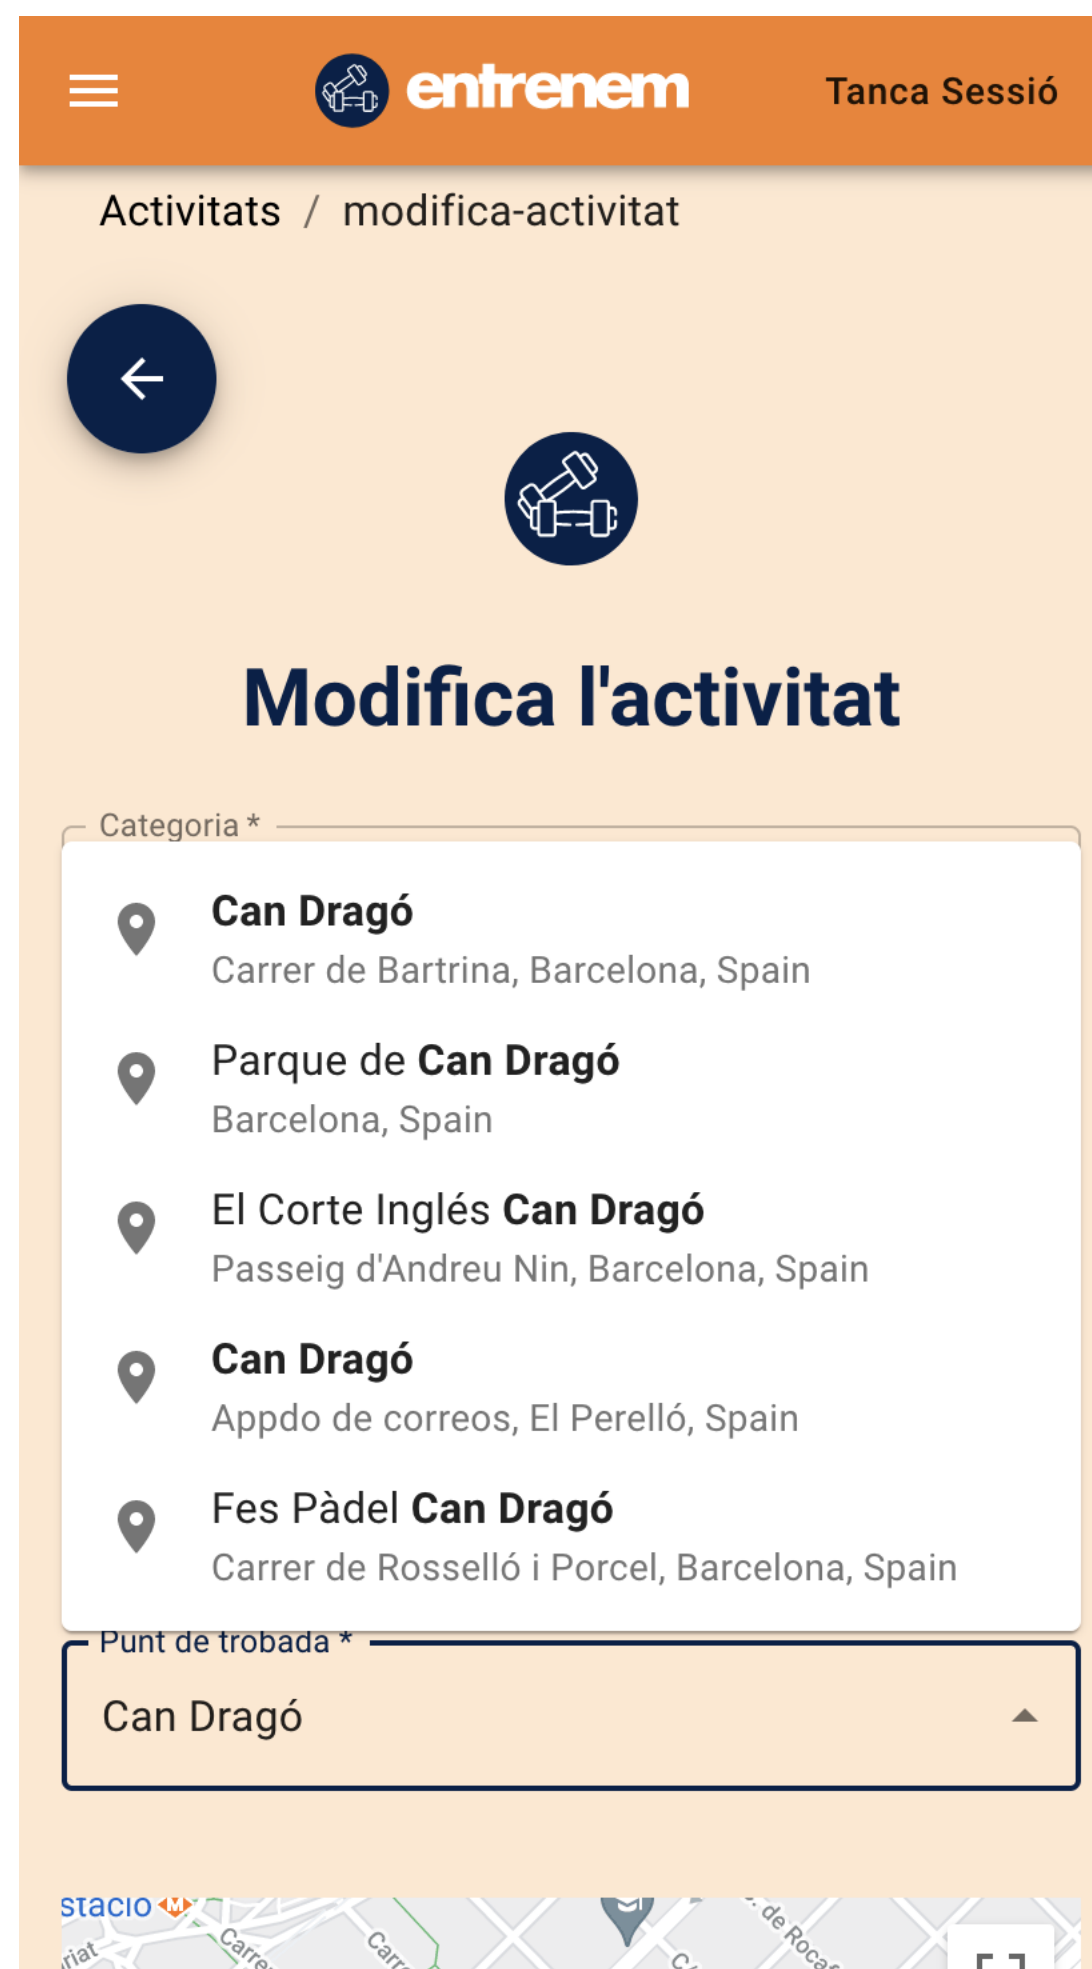 entrenem
Tanca Sessió
Activitats / modifica-activitat
Modifica l'activitat
Categoria *
Can Dragó
Carrer de Bartrina, Barcelona, Spain
Parque de Can Dragó
Barcelona, Spain
El Corte Inglés Can Dragó
Passeig d'Andreu Nin, Barcelona, Spain
Can Dragó
Appdo de correos, El Perelló, Spain
Fes Pàdel Can Dragó
Carrer de Rosselló i Porcel, Barcelona, Spain
Punt de trobada *
Can Dragó